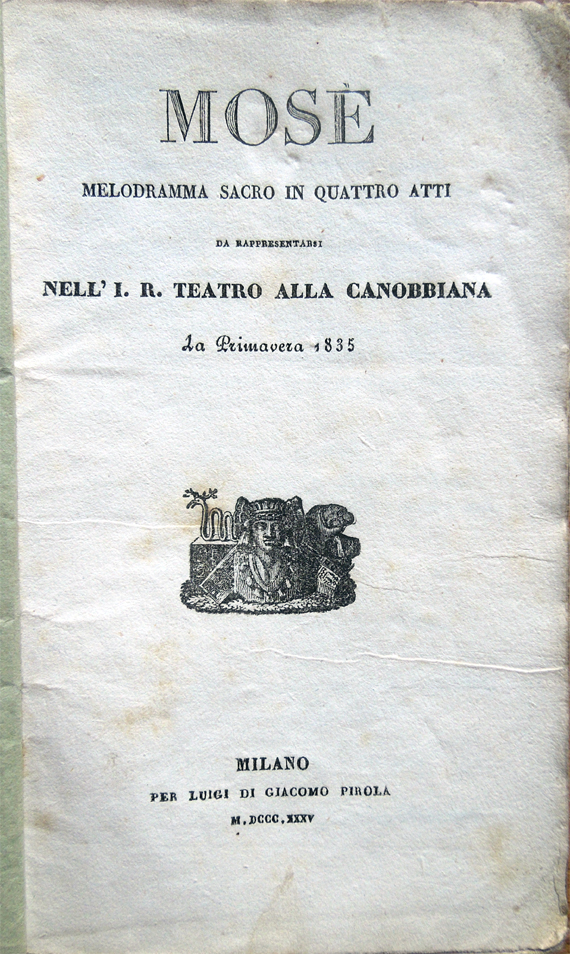 MOSÈ
MELODRAMMA SACRO IN QUATTRO ATTI
DA RAPPRESENTARSI
NELL' I. R. TEATRO ALLA CANOBBIANA
La Primavera 1835
MILANO
PER LUIGI DI GIACOMO PIROLA
M.DCCC.XXXV